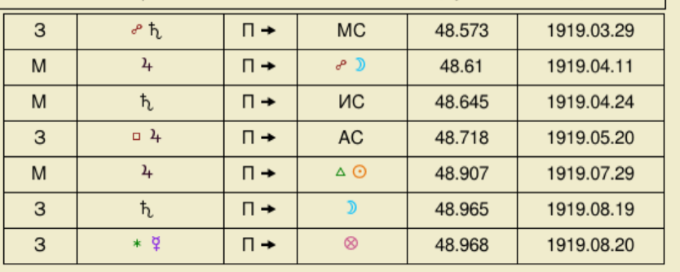 З ☍ ♄ П ➔ МС 48.573 1919.03.29
М ♃ П ➔ ☍ ☽ 48.61 1919.04.11
М ♄ П ➔ ИС 48.645 1919.04.24
З □ ♃ П ➔ АС 48.718 1919.05.20
М ♃ П ➔ △ ☉ 48.907 1919.07.29
З ♄ П ➔ ☽ 48.965 1919.08.19
З ✶ ☿ П ➔ ⊗ 48.968 1919.08.20